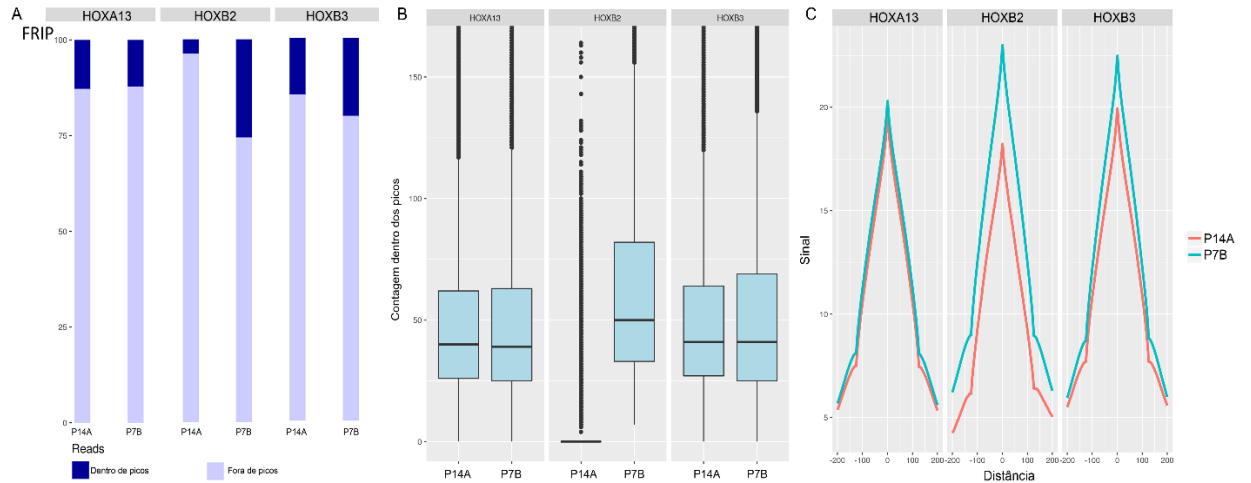 A
FRIP
HOXA13 HOXB2 HOXB3
100
75
50
25
0
P14A P7B P14A P7B P14A P7B
Reads
Dentro de picos Fora de picos
B
HOXA13 HOXB2 HOXB3
Contagem dentro dos picos
150
100
50
0
P14A P7B P14A P7B P14A P7B
C
HOXA13 HOXB2 HOXB3
Sinal
20
15
10
5
-200 -100 0 100 200 -200 -100 0 100 200 -200 -100 0 100 200
Distância
P14A
P7B